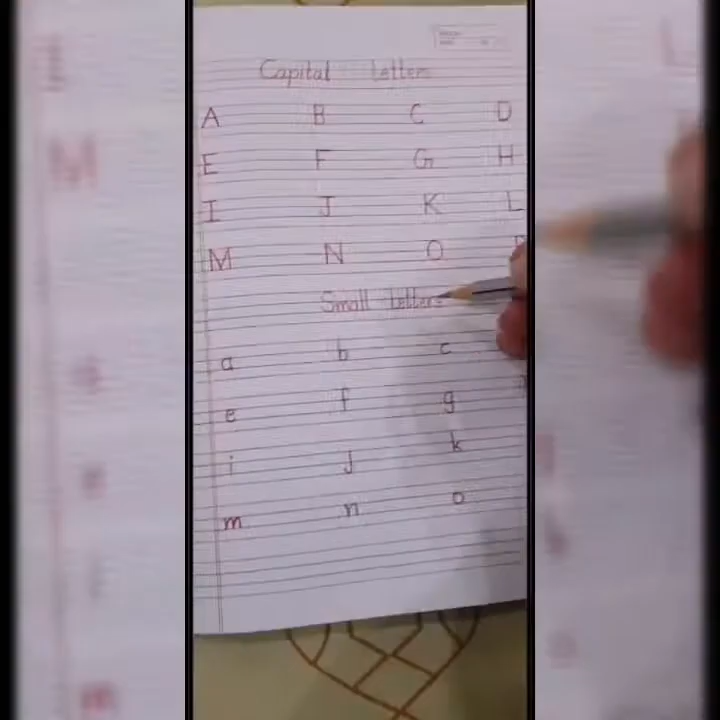 Capital Letters
A B C D
E F G H
I J K L
M N O P
Small Letters
a b c
e f g
i j k
m n o